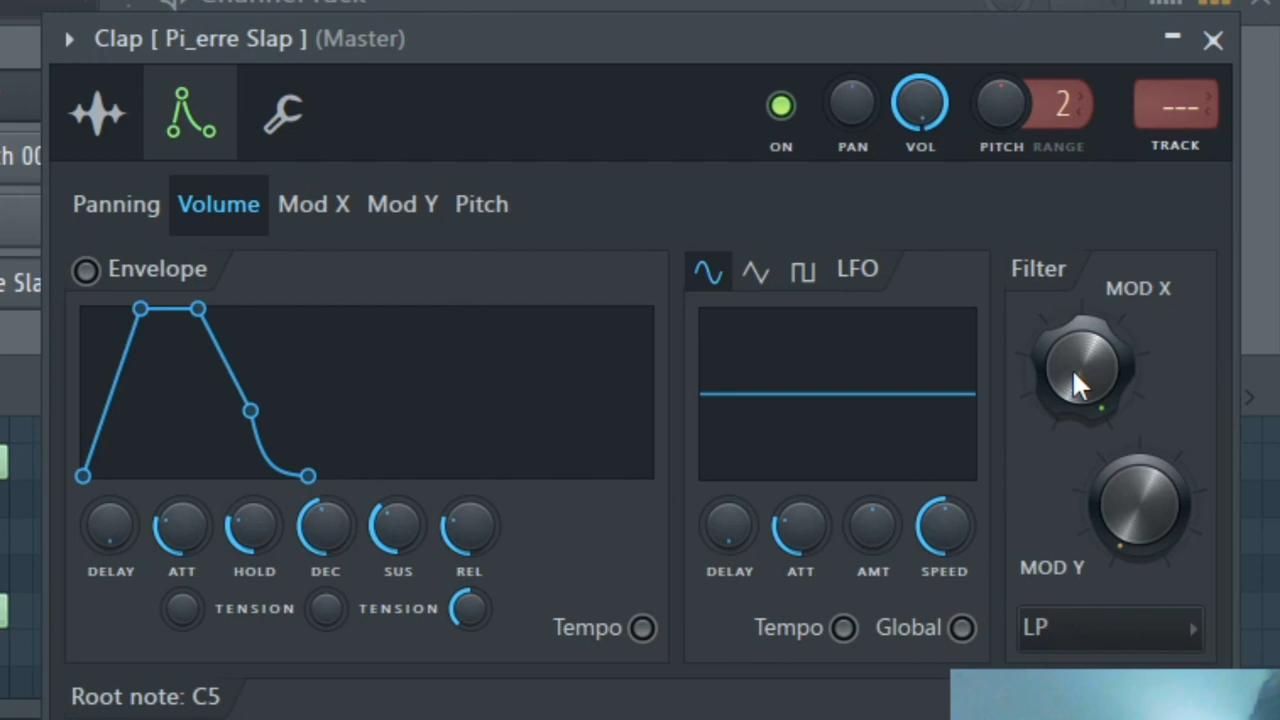 Channel rack
Clap [ Pi_erre Slap ] (Master)
2
---
ON PAN VOL PITCH RANGE TRACK
Panning Volume Mod X Mod Y Pitch
Envelope
LFO
Filter
MOD X
DELAY ATT HOLD DEC SUS REL
TENSION TENSION
Tempo
DELAY ATT AMT SPEED
Tempo Global
MOD Y
LP
Root note: C5